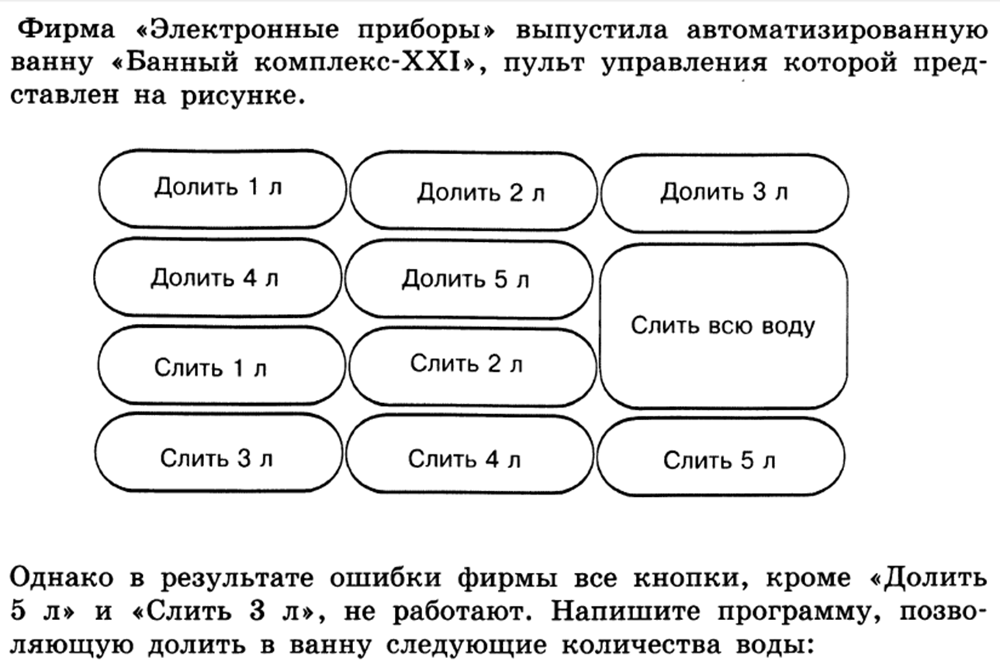 Фирма «Электронные приборы» выпустила автоматизированную
ванну «Банный комплекс-XXI», пульт управления которой пред-
ставлен на рисунке.
Долить 1 л
Долить 2 л
Долить 3 л
Долить 4 л
Долить 5 л
Слить всю воду
Слить 1 л
Слить 2 л
Слить 3 л
Слить 4 л
Слить 5 л
Однако в результате ошибки фирмы все кнопки, кроме «Долить
5 л» и «Слить 3 л», не работают. Напишите программу, позво-
ляющую долить в ванну следующие количества воды: